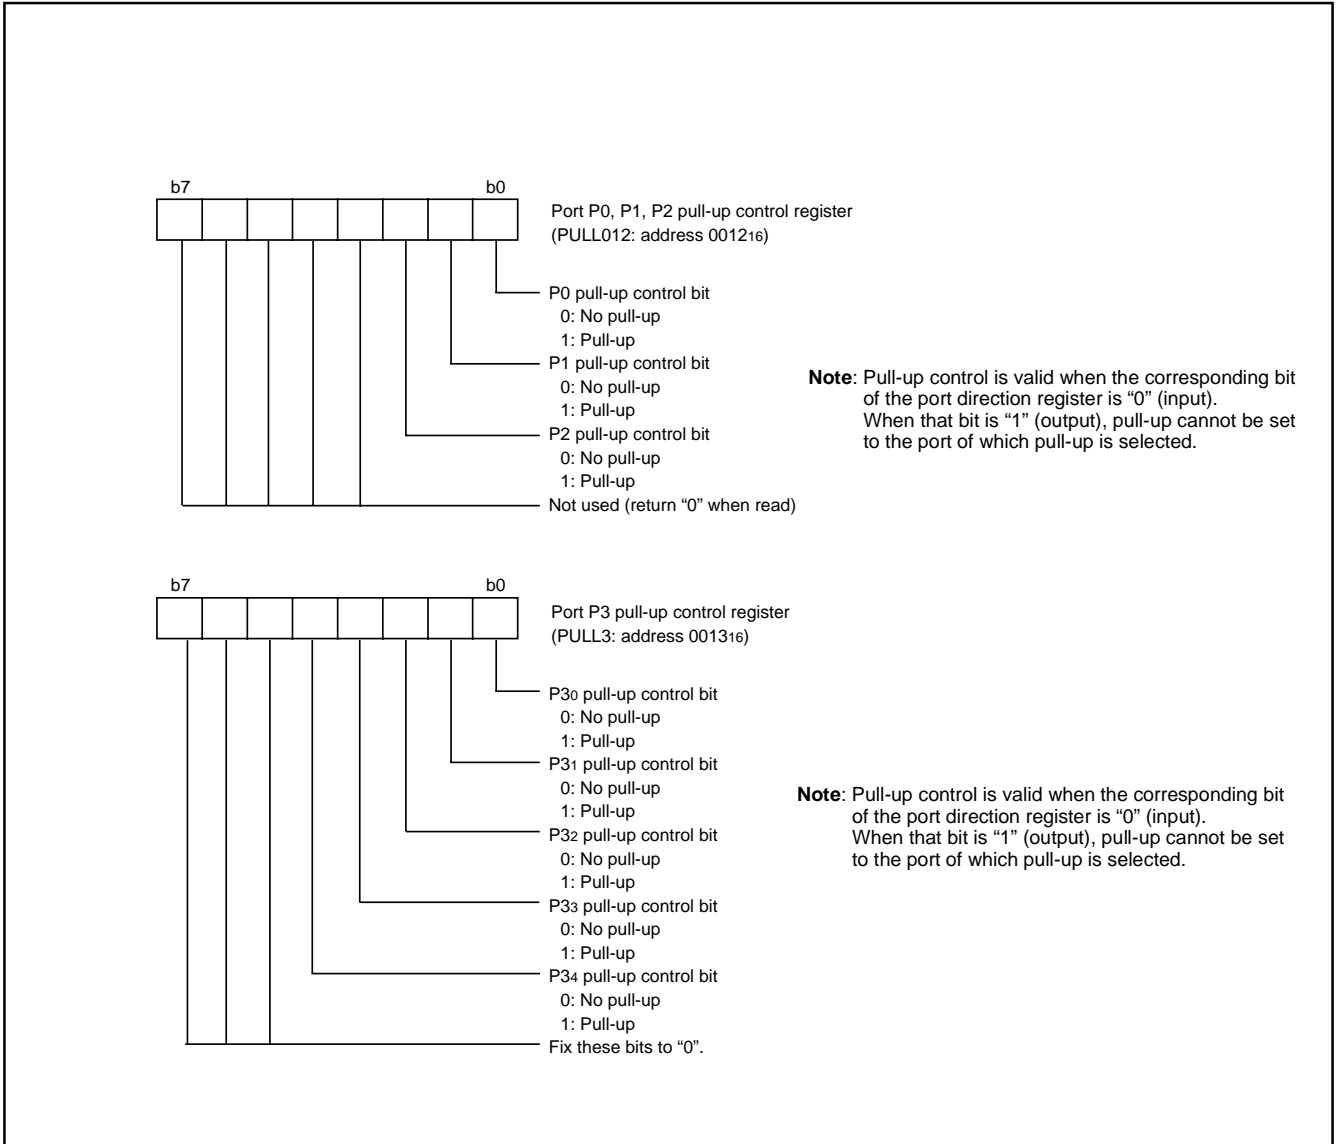 b7 b0
Port P0, P1, P2 pull-up control register
(PULL012: address 001216)
P0 pull-up control bit
0: No pull-up
1: Pull-up
P1 pull-up control bit
0: No pull-up
1: Pull-up
P2 pull-up control bit
0: No pull-up
1: Pull-up
Not used (return “0” when read)
Note: Pull-up control is valid when the corresponding bit
of the port direction register is “0” (input).
When that bit is “1” (output), pull-up cannot be set
to the port of which pull-up is selected.
b7 b0
Port P3 pull-up control register
(PULL3: address 001316)
P30 pull-up control bit
0: No pull-up
1: Pull-up
P31 pull-up control bit
0: No pull-up
1: Pull-up
P32 pull-up control bit
0: No pull-up
1: Pull-up
P33 pull-up control bit
0: No pull-up
1: Pull-up
P34 pull-up control bit
0: No pull-up
1: Pull-up
Fix these bits to “0”.
Note: Pull-up control is valid when the corresponding bit
of the port direction register is “0” (input).
When that bit is “1” (output), pull-up cannot be set
to the port of which pull-up is selected.